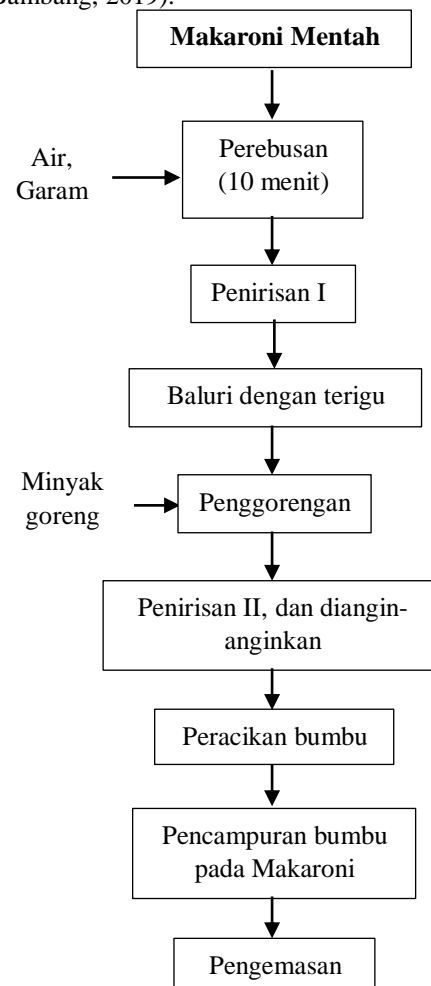 2019).
Makaroni Mentah
Air,
Garam
Perebusan
(10 menit)
Penirisan I
Baluri dengan terigu
Minyak
goreng
Penggorengan
Penirisan II, dan diangin-
anginkan
Peracikan bumbu
Pencampuran bumbu
pada Makaroni
Pengemasan